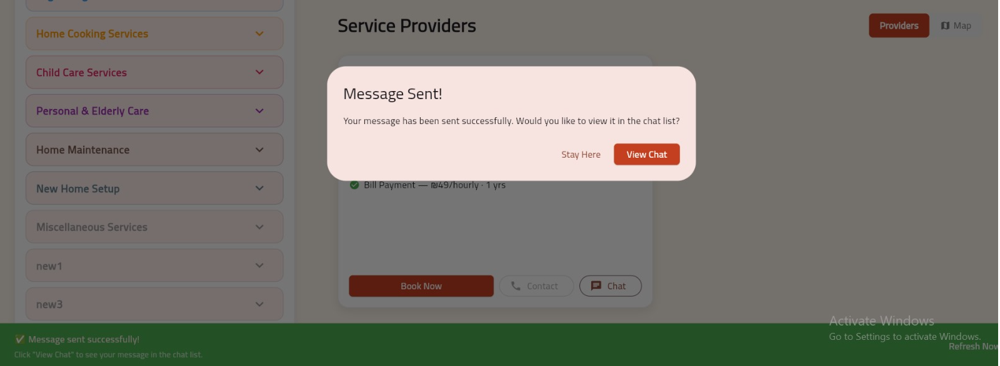 Home Cooking Services
Child Care Services
Personal & Elderly Care
Home Maintenance
New Home Setup
Miscellaneous Services
new1
new3
Service Providers
Providers
Map
Message Sent!
Your message has been sent successfully. Would you like to view it in the chat list?
Stay Here
View Chat
Bill Payment — ₪49/hourly · 1 yrs
Book Now
Contact
Chat
✅ Message sent successfully!
Click "View Chat" to see your message in the chat list.
Activate Windows
Go to Settings to activate Windows.
Refresh Now